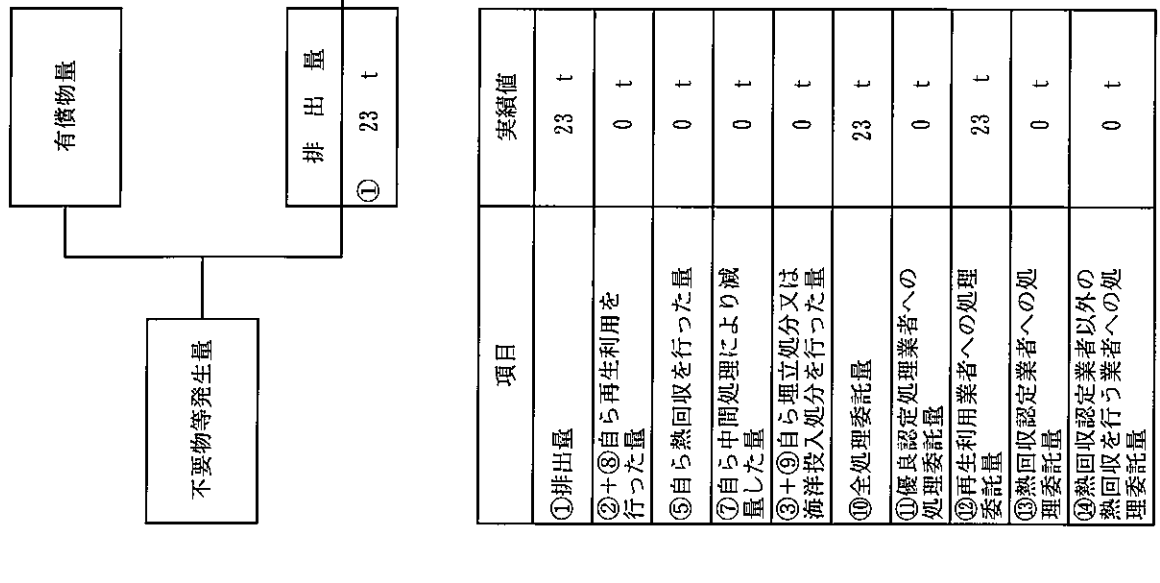 不要物等発生量
有償物量
排 出 量
① 23 t
項目 実績値
①排出量 23 t
②+⑧自ら再生利用を
行った量 0 t
⑤自ら熱回収を行った量 0 t
⑦自ら中間処理により減
量した量 0 t
③+⑨自ら埋立処分又は
海洋投入処分を行った量 0 t
⑩全処理委託量 23 t
⑪優良認定処理業者への
処理委託量 0 t
⑫再生利用業者への処理
委託量 23 t
⑬熱回収認定業者への処
理委託量 0 t
⑭熱回収認定業者以外の
熱回収を行う業者への処
理委託量 0 t